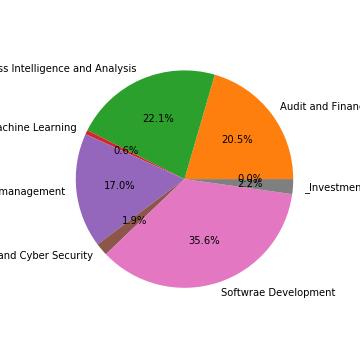 ss Intelligence and Analysis
22.1%
Audit and Financ
20.5%
achine Learning
0.6%
0.0%
2.2%
_Investmen
17.0%
management
1.9%
and Cyber Security
35.6%
Softwrae Development